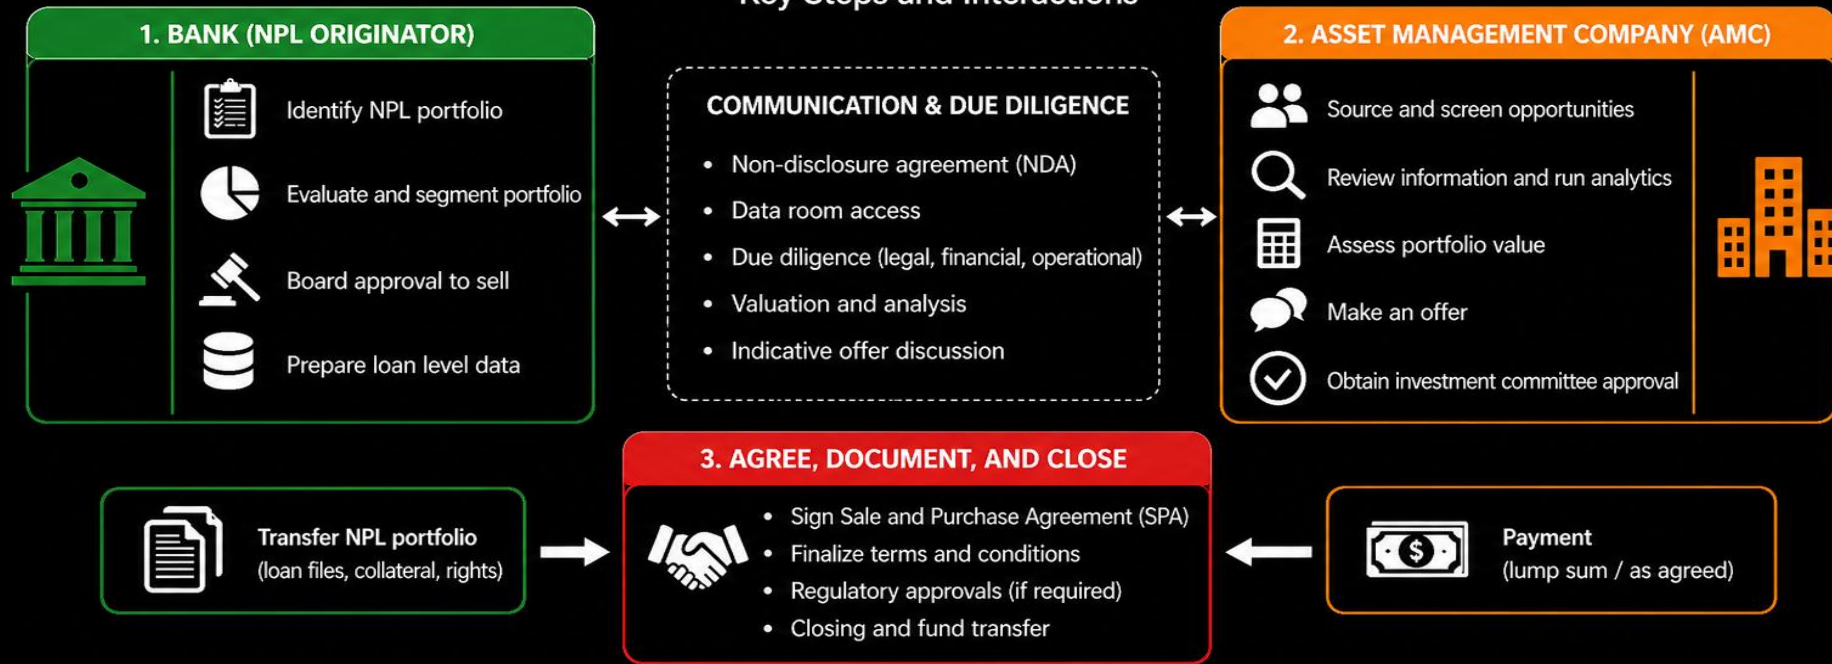 Key Steps and Interactions
1. BANK (NPL ORIGINATOR)
Identify NPL portfolio
Evaluate and segment portfolio
Board approval to sell
Prepare loan level data
COMMUNICATION & DUE DILIGENCE
• Non-disclosure agreement (NDA)
• Data room access
• Due diligence (legal, financial, operational)
• Valuation and analysis
• Indicative offer discussion
2. ASSET MANAGEMENT COMPANY (AMC)
Source and screen opportunities
Review information and run analytics
Assess portfolio value
Make an offer
Obtain investment committee approval
Transfer NPL portfolio
(loan files, collateral, rights)
3. AGREE, DOCUMENT, AND CLOSE
• Sign Sale and Purchase Agreement (SPA)
• Finalize terms and conditions
• Regulatory approvals (if required)
• Closing and fund transfer
$
Payment
(lump sum / as agreed)